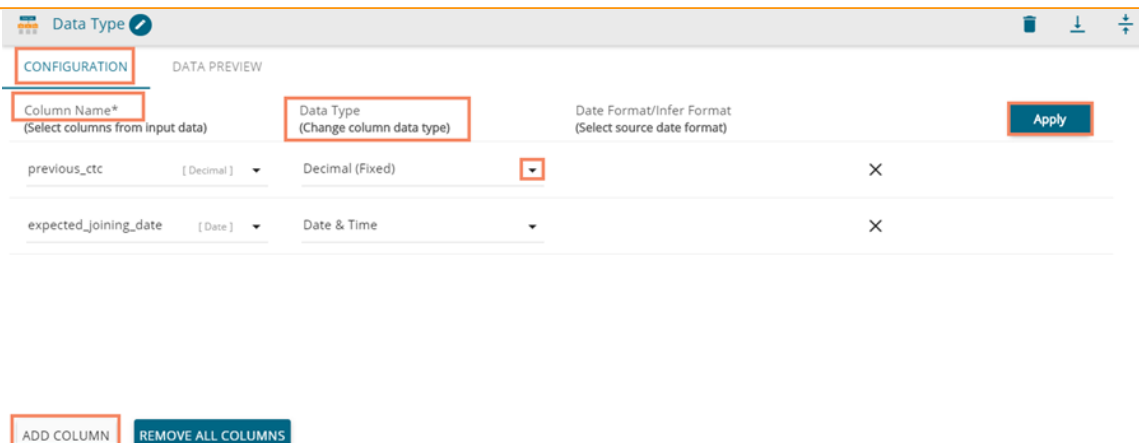 Data Type
CONFIGURATION DATA PREVIEW
Column Name* Data Type Date Format/Infer Format
(Select columns from input data) (Change column data type) (Select source date format) Apply
previous_ctc [ Decimal ] Decimal (Fixed)
expected_joining_date [ Date ] Date & Time
ADD COLUMN REMOVE ALL COLUMNS